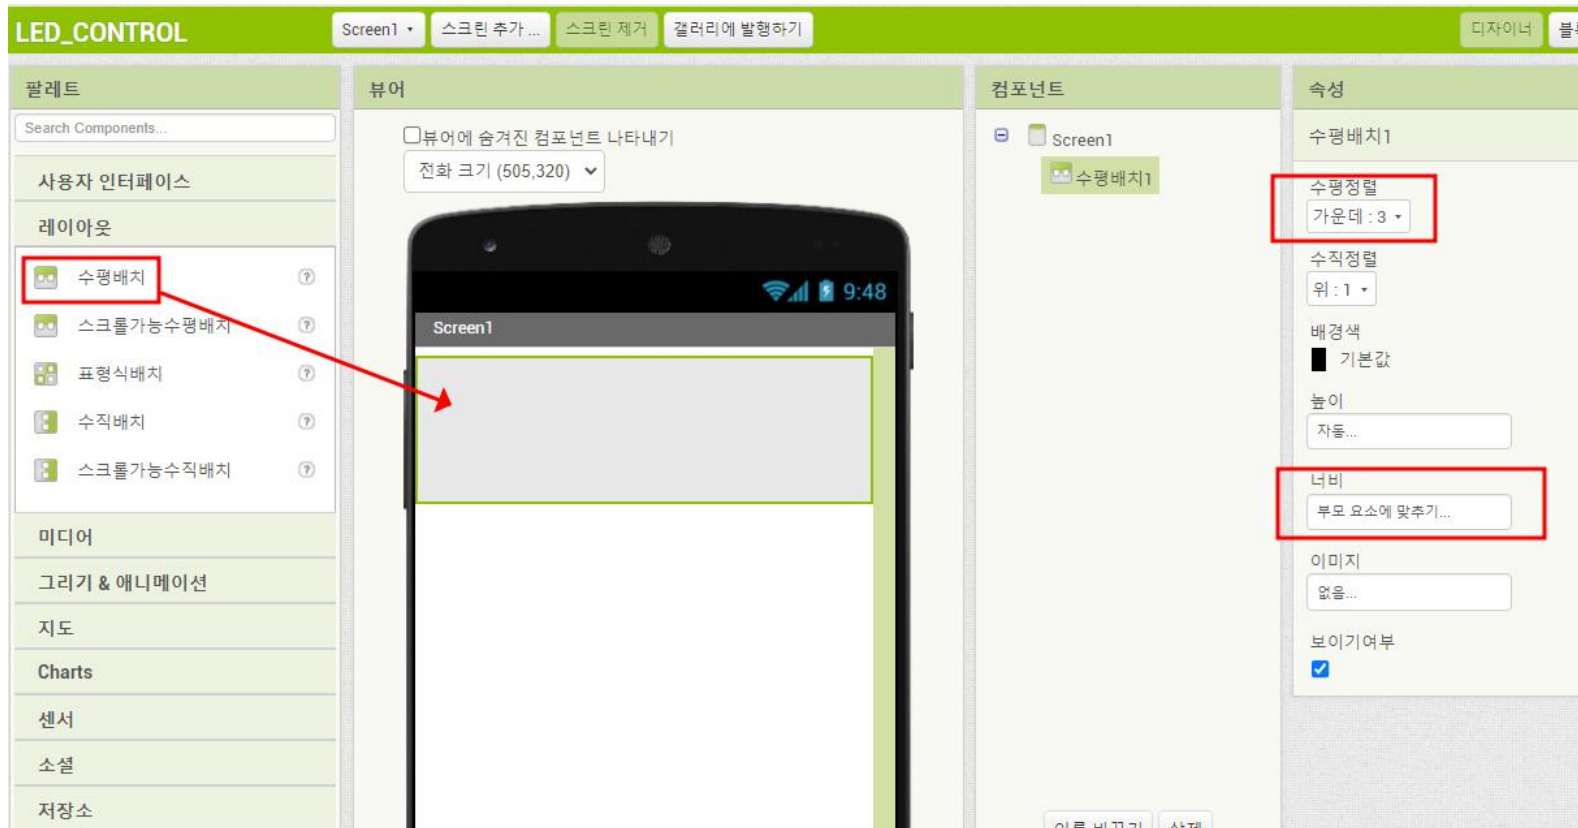 LED_CONTROL
Screen1
스크린 추가 ...
스크린 제거
갤러리에 발행하기
디자이너
팔레트
Search Components...
사용자 인터페이스
레이아웃
수평배치
스크롤가능수평배치
표형식배치
수직배치
스크롤가능수직배치
미디어
그리기 & 애니메이션
지도
Charts
센서
소셜
저장소
뷰어
뷰어에 숨겨진 컴포넌트 나타내기
전화 크기 (505,320)
9:48
Screen1
컴포넌트
Screen1
수평배치1
속성
수평배치1
수평정렬
가운데 : 3
수직정렬
위 : 1
배경색
기본값
높이
자동...
너비
부모 요소에 맞추기...
이미지
없음...
보이기여부